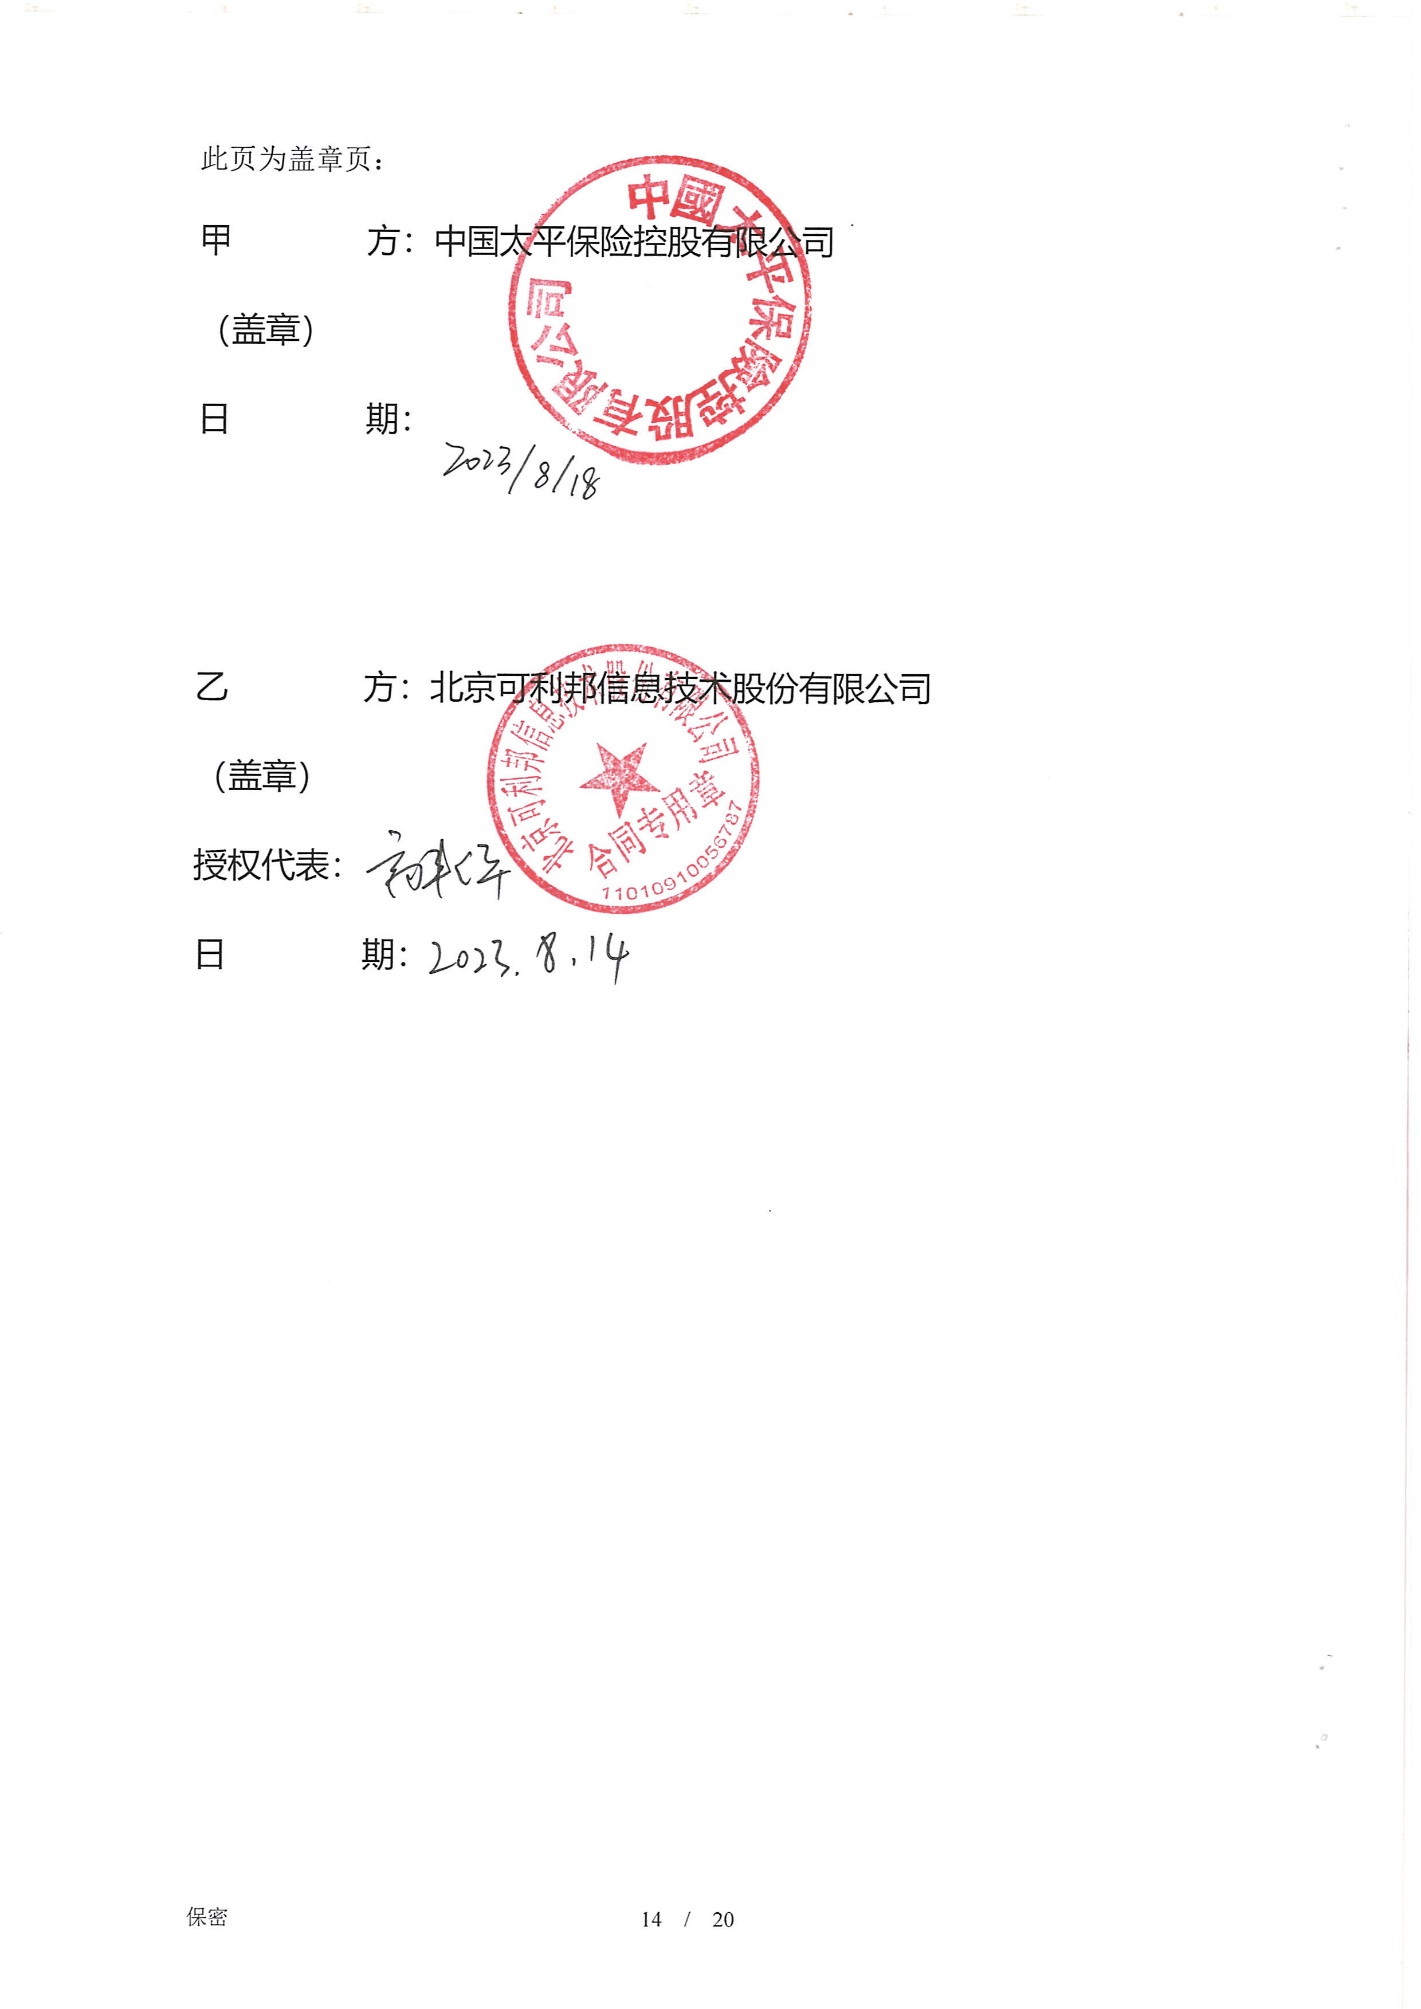 此页为盖章页：
甲 方：中国太平保险控股有限公司
中國太平保險控股有限公司
（盖章）
日 期：
2023/8/18
乙 方：北京可利邦信息技术股份有限公司
北京可利邦信息技术股份有限公司
（盖章）
合同专用章
11010910056787
授权代表：
日 期：2023.8.14
保密 14 / 20